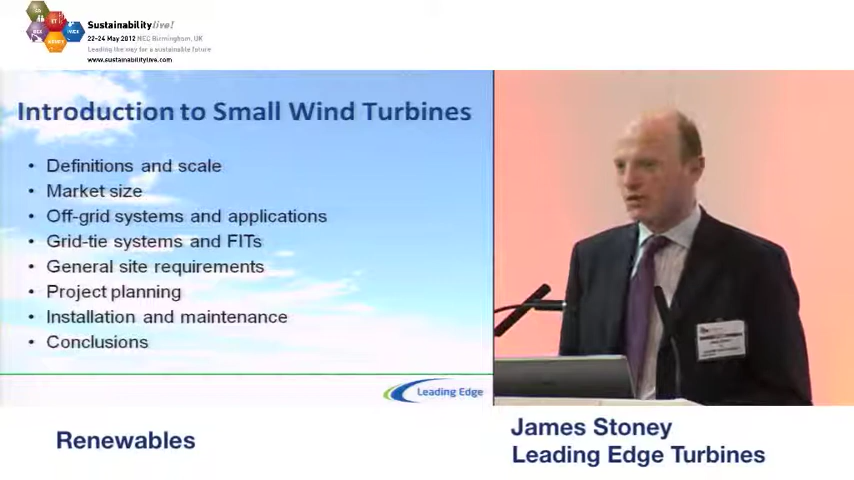 Sustainabilitylive!
22-24 May 2012 NEC Birmingham, UK
Leading the way for a sustainable future
www.sustainabilitylive.com
Introduction to Small Wind Turbines
• Definitions and scale
• Market size
• Off-grid systems and applications
• Grid-tie systems and FITs
• General site requirements
• Project planning
• Installation and maintenance
• Conclusions
Leading Edge
Renewables
James Stoney
Leading Edge Turbines